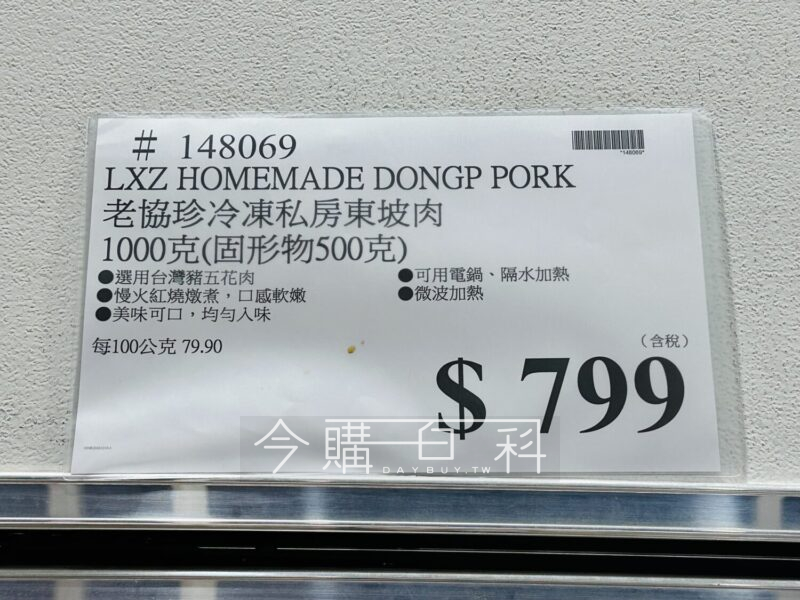 # 148069
*148069*
LXZ HOMEMADE DONGP PORK
老協珍冷凍私房東坡肉
1000克(固形物500克)
●選用台灣豬五花肉
●慢火紅燒燉煮，口感軟嫩
●美味可口，均勻入味
●可用電鍋、隔水加熱
●微波加熱
每100公克 79.90
(含稅)
$ 799
今購百科
DAYBUY.TW